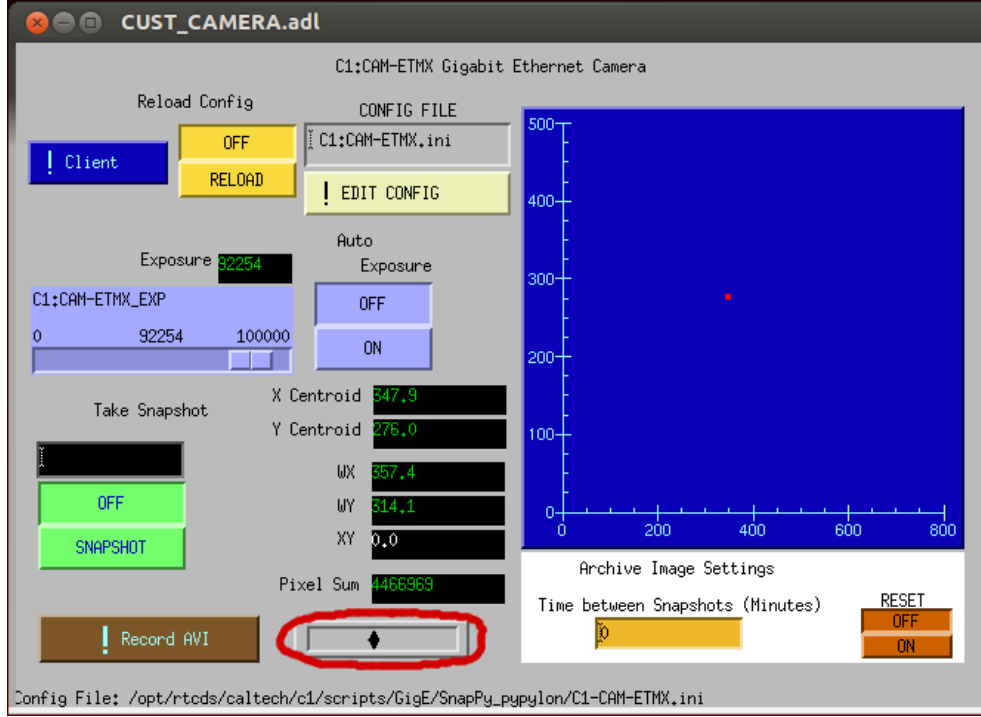 CUST_CAMERA.adl
C1:CAM-ETMX Gigabit Ethernet Camera
Reload Config
OFF
RELOAD
! Client
CONFIG FILE
C1:CAM-ETMX.ini
! EDIT CONFIG
Exposure 92254
Auto
Exposure
OFF
ON
C1:CAM-ETMX_EXP
0 92254 100000
Take Snapshot
OFF
SNAPSHOT
X Centroid 347.9
Y Centroid 276.0
WX 357.4
WY 314.1
XY 0.0
Pixel Sum 4466969
! Record AVI
500
400
300
200
100
0
0 200 400 600 800
Archive Image Settings
Time between Snapshots (Minutes)
0
RESET
OFF
ON
Config File: /opt/rtcds/caltech/c1/scripts/GigE/SnapPy_pypylon/C1-CAM-ETMX.ini